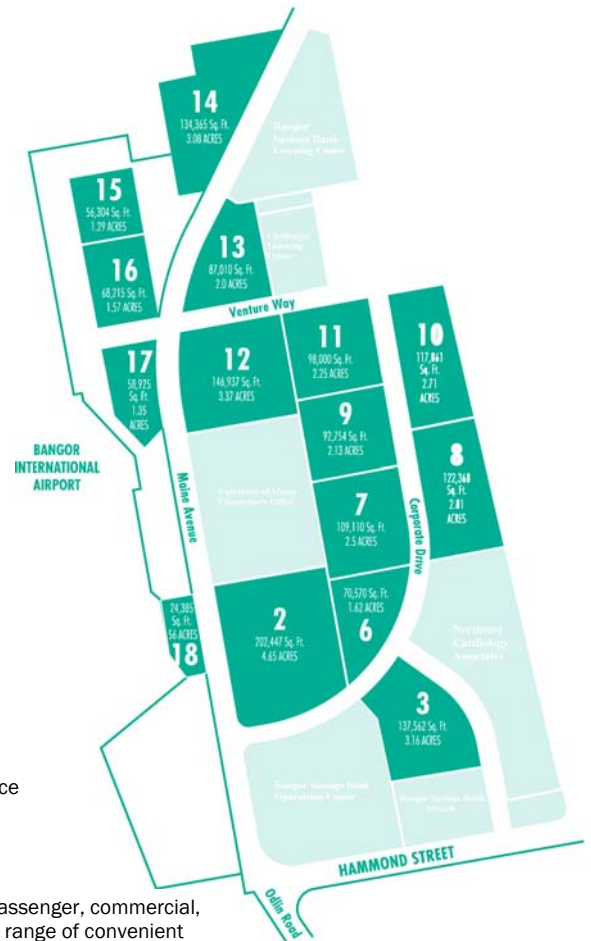 14
134,365 Sq. Ft.
3.08 ACRES
Bangor
Savings Bank
Learning Center
15
56,304 Sq. Ft.
1.29 ACRES
13
87,010 Sq. Ft.
2.0 ACRES
Challenger
Learning
Center
16
68,215 Sq. Ft.
1.57 ACRES
Venture Way
10
117,861
Sq. Ft.
2.71
ACRES
11
98,000 Sq. Ft.
2.25 ACRES
12
146,937 Sq. Ft.
3.37 ACRES
17
58,925
Sq. Ft.
1.35
ACRES
9
92,754 Sq. Ft.
2.13 ACRES
8
122,368
Sq. Ft.
2.81
ACRES
BANGOR
INTERNATIONAL
AIRPORT
Maine Avenue
University of Maine
Chancellor's Office
7
109,110 Sq. Ft.
2.5 ACRES
Corporate Drive
70,570 Sq. Ft.
1.62 ACRES
6
24,385
Sq. Ft.
56 ACRES
18
2
202,447 Sq. Ft.
4.65 ACRES
Northeast
Cardiology
Associates
3
137,562 Sq. Ft.
3.16 ACRES
ce
Bangor Savings Bank
Operations Center
Bangor Savings Bank
Branch
HAMMOND STREET
Odlin Road
assenger, commercial,
range of convenient